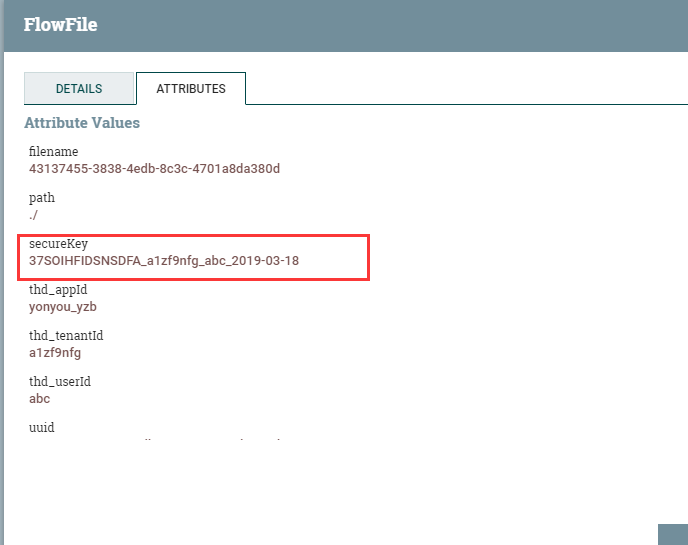 FlowFile
DETAILS
ATTRIBUTES
Attribute Values
filename
43137455-3838-4edb-8c3c-4701a8da380d
path
./
secureKey
37SOIHFIDSNSDFA_a1zf9nfg_abc_2019-03-18
thd_appId
yonyou_yzb
thd_tenantId
a1zf9nfg
thd_userId
abc
uuid